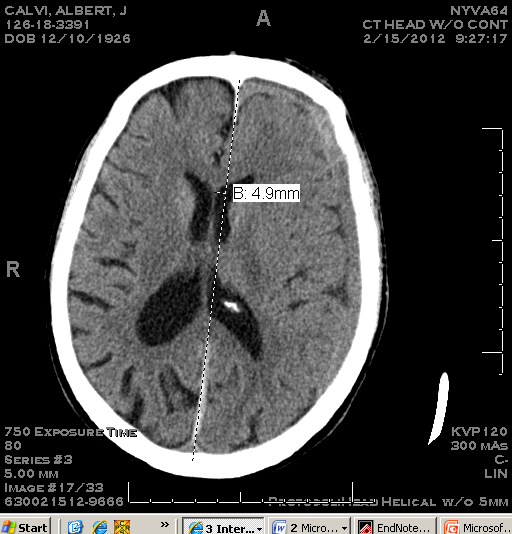 CALVI, ALBERT, J
126-18-3391
DOB 12/10/1926
A
NYVA64
CT HEAD W/O CONT
2/15/2012 9:27:17
B: 4.9mm
R
750 EXPOSURE TIME
80
SERIES #3
5.00 MM
IMAGE #17/33
630021512-9666
KVP120
300 MAS
C-
LIN
PROTOCOL/HEAD HELICAL W/O 5MM
Start
»
3 Inter...
2 Micro...
EndNote...
Microsof...